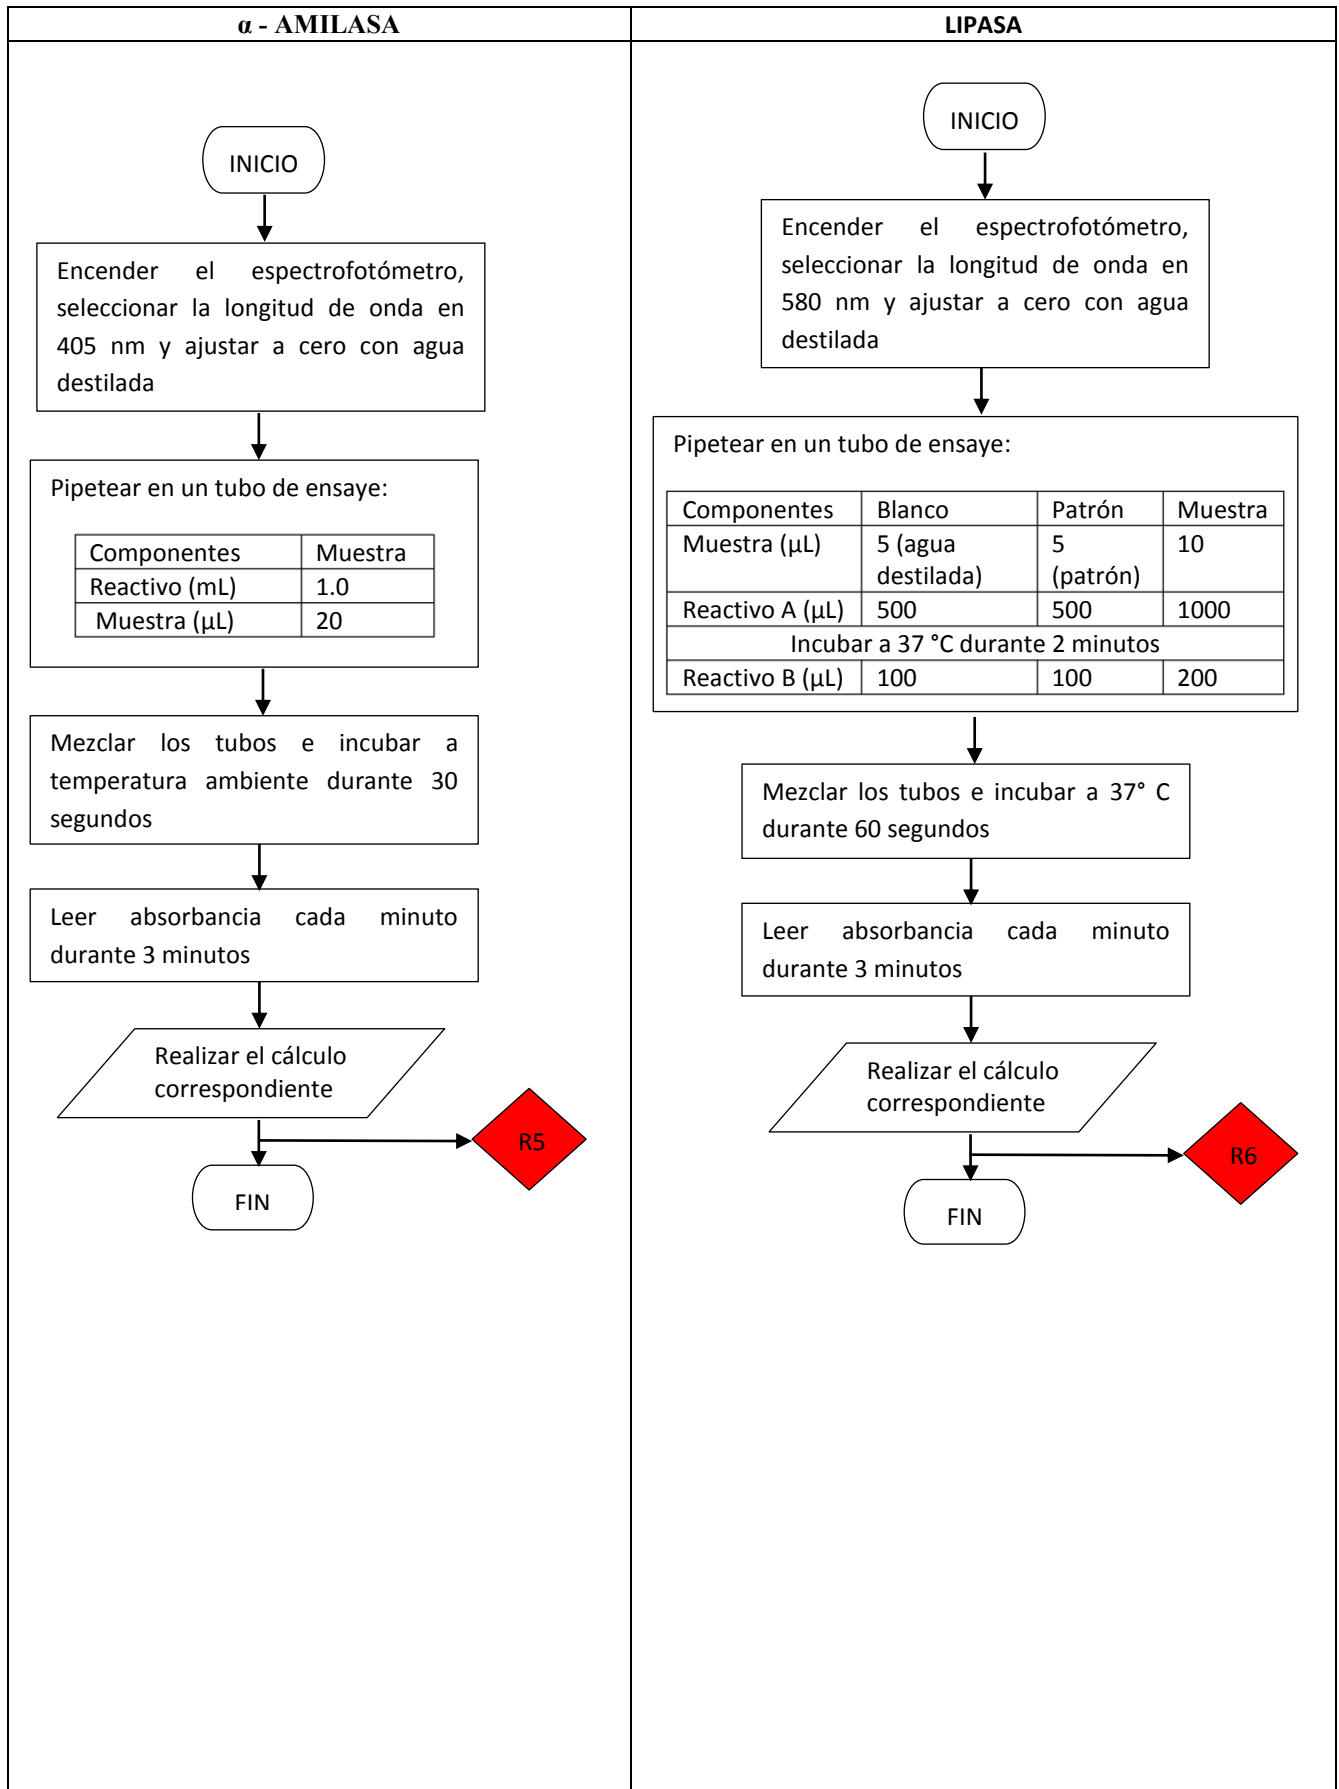 α - AMILASA
INICIO
Encender el espectrofotómetro,
seleccionar la longitud de onda en
405 nm y ajustar a cero con agua
destilada
Pipetear en un tubo de ensaye:
Componentes Muestra
Reactivo (mL) 1.0
Muestra (µL) 20
Mezclar los tubos e incubar a
temperatura ambiente durante 30
segundos
Leer absorbancia cada minuto
durante 3 minutos
Realizar el cálculo
correspondiente
R5
FIN
LIPASA
INICIO
Encender el espectrofotómetro,
seleccionar la longitud de onda en
580 nm y ajustar a cero con agua
destilada
Pipetear en un tubo de ensaye:
Componentes Blanco Patrón Muestra
Muestra (µL) 5 (agua 5 10
destilada) (patrón)
Reactivo A (µL) 500 500 1000
Incubar a 37 °C durante 2 minutos
Reactivo B (µL) 100 100 200
Mezclar los tubos e incubar a 37° C
durante 60 segundos
Leer absorbancia cada minuto
durante 3 minutos
Realizar el cálculo
correspondiente
R6
FIN